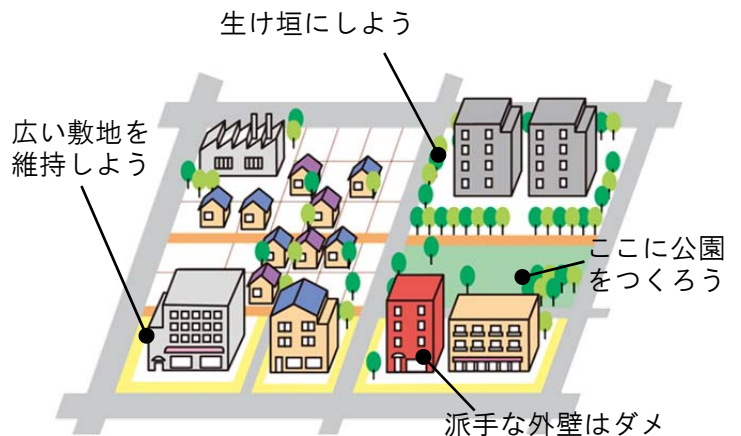 生け垣にしよう
広い敷地を
維持しよう
ここに公園
をつくろう
派手な外壁はダメ